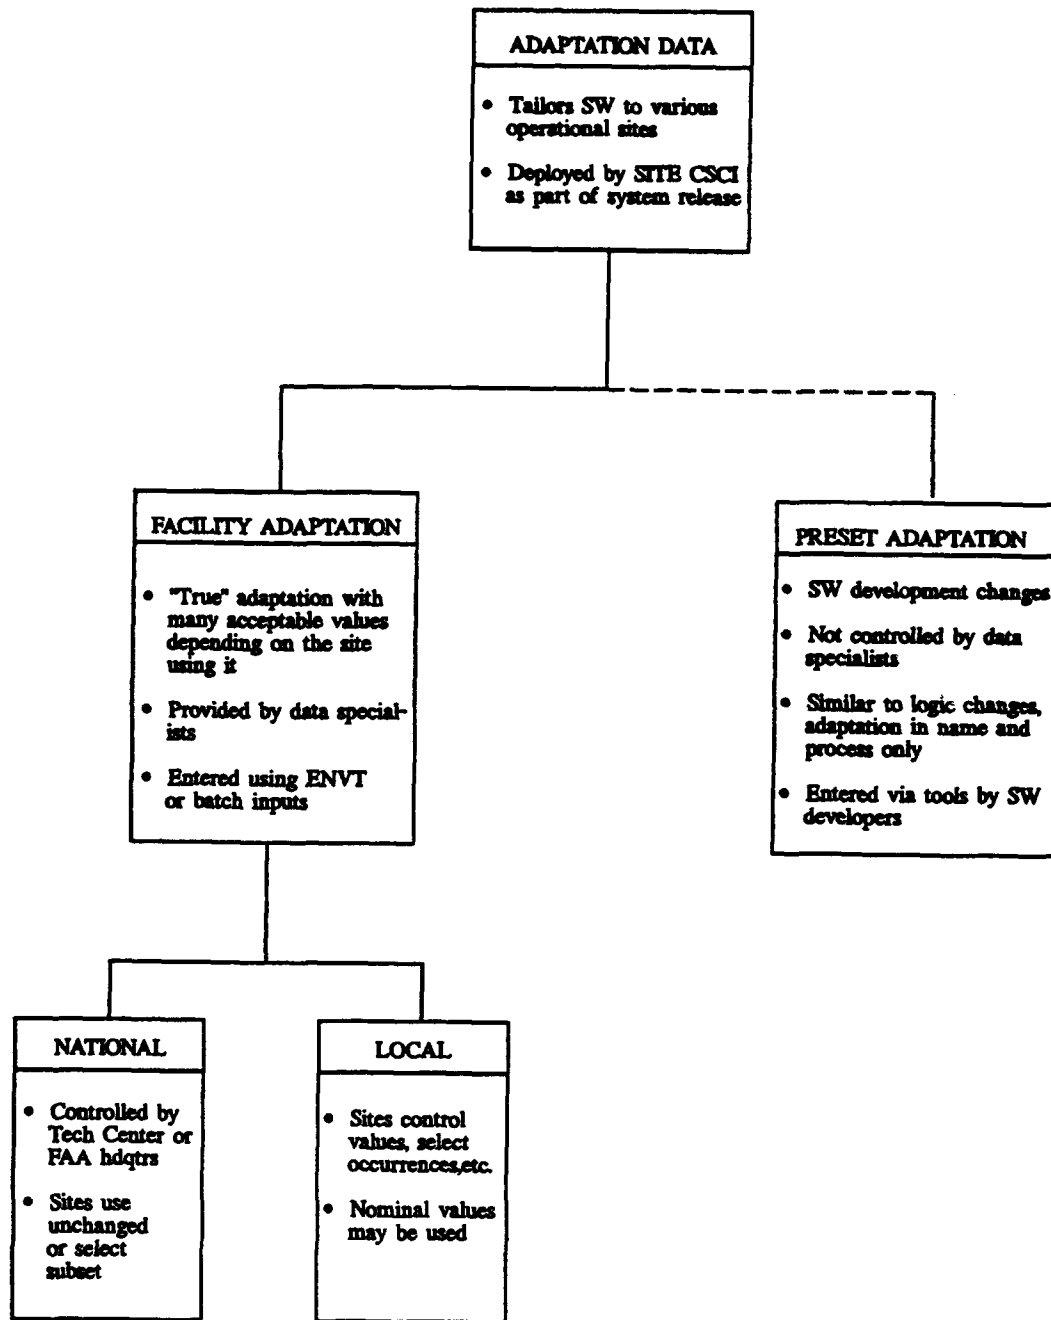 ADAPTATION DATA
• Tailors SW to various
operational sites
• Deployed by SITE CSCI
as part of system release
FACILITY ADAPTATION
• "True" adaptation with
many acceptable values
depending on the site
using it
• Provided by data special-
ists
• Entered using ENVT
or batch inputs
PRESET ADAPTATION
• SW development changes
• Not controlled by data
specialists
• Similar to logic changes,
adaptation in name and
process only
• Entered via tools by SW
developers
NATIONAL
• Controlled by
Tech Center or
FAA hdqtrs
• Sites use
unchanged
or select
subset
LOCAL
• Sites control
values, select
occurrences,etc.
• Nominal values
may be used